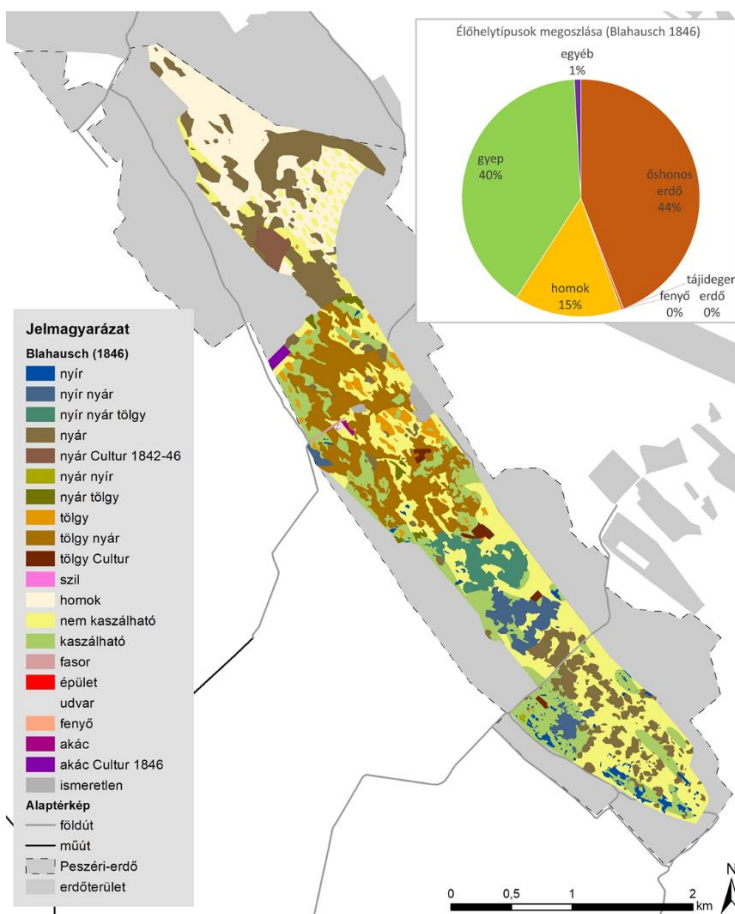 Élőhelytípusok megoszlása (Blahausch 1846)
egyéb
1%
gyep
40%
őshonos
erdő
44%
homok
15%
fenyő
0%
tájidegen
erdő
0%
Jelmagyarázat
Blahausch (1846)
nyír
nyír nyár
nyír nyár tölgy
nyár
nyár Cultur 1842-46
nyár nyír
nyár tölgy
tölgy
tölgy nyár
tölgy Cultur
szil
homok
nem kaszálható
kaszálható
fasor
épület
udvar
fenyő
akác
akác Cultur 1846
ismeretlen
Alaptérkép
földút
műút
Peszéri-erdő
erdőterület
0 0,5 1 2
km
N